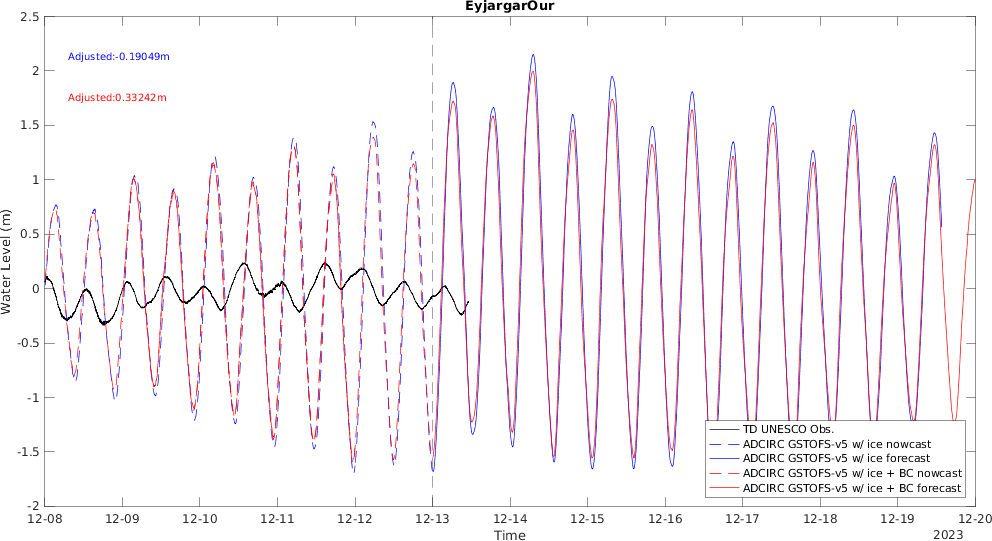 EyjargarOur
Adjusted:-0.19049m
Adjusted:0.33242m
Water Level (m)
2.5
2
1.5
1
0.5
0
-0.5
-1
-1.5
-2
TD UNESCO Obs.
ADCIRC GSTOFS-v5 w/ ice nowcast
ADCIRC GSTOFS-v5 w/ ice forecast
ADCIRC GSTOFS-v5 w/ ice + BC nowcast
ADCIRC GSTOFS-v5 w/ ice + BC forecast
12-08 12-09 12-10 12-11 12-12 12-13 12-14 12-15 12-16 12-17 12-18 12-19 12-20
Time
2023